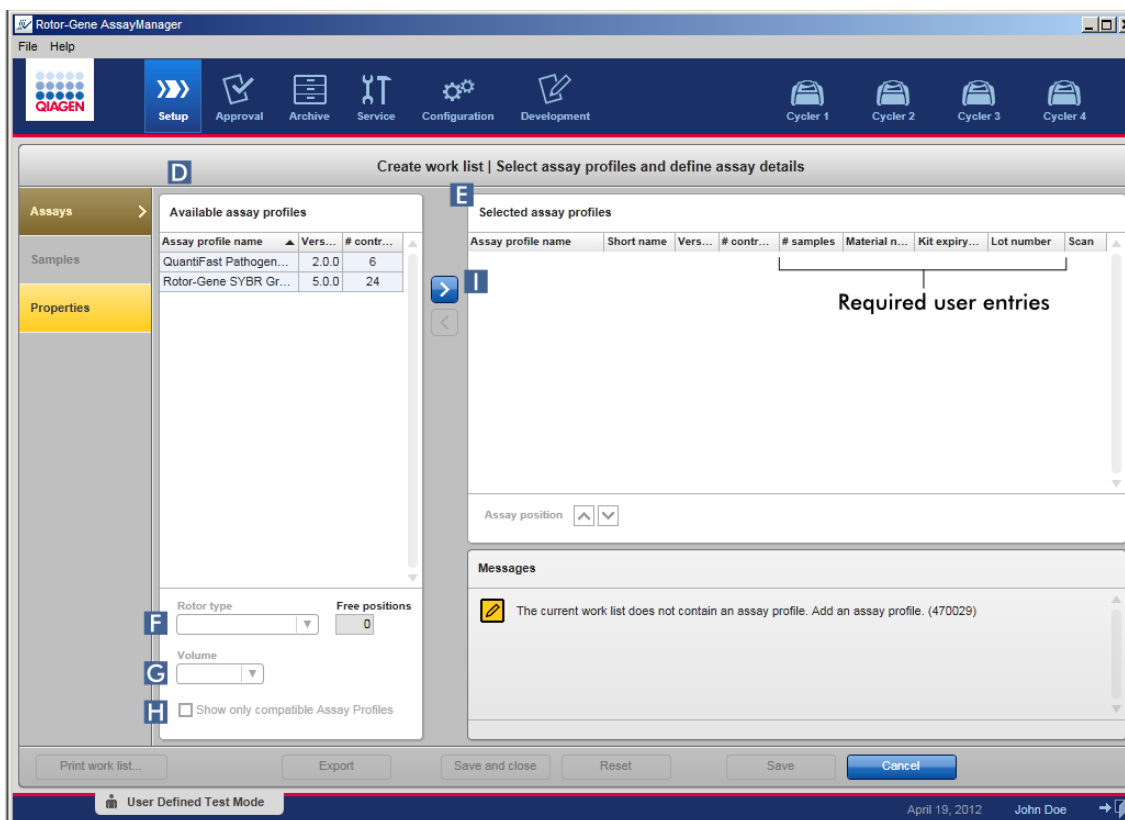 Rotor-Gene AssayManager
File Help
QIAGEN
Setup Approval Archive Service Configuration Development Cycler 1 Cycler 2 Cycler 3 Cycler 4
Create work list | Select assay profiles and define assay details
D
E
Assays
Available assay profiles
Selected assay profiles
Assay profile name Vers... # contr...
Assay profile name Short name Vers... # contr... # samples Material n... Kit expiry... Lot number Scan
Samples
QuantiFast Pathogen... 2.0.0 6
Rotor-Gene SYBR Gr... 5.0.0 24
I
Required user entries
Properties
Assay position
Messages
The current work list does not contain an assay profile. Add an assay profile. (470029)
Rotor type Free positions
F 0
Volume
G
H Show only compatible Assay Profiles
Print work list... Export Save and close Reset Save Cancel
User Defined Test Mode
April 19, 2012 John Doe